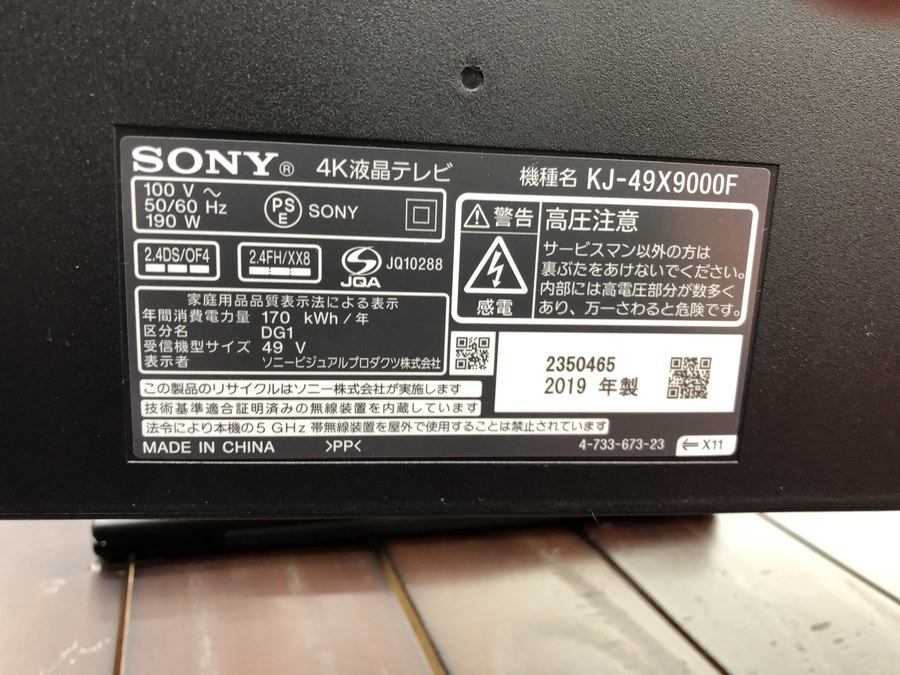 SONY® 4K液晶テレビ 機種名 KJ-49X9000F
100 V ~
50/60 Hz
190 W
PS
E
SONY
2.4DS/OF4
2.4FH/XX8
JQA
JQ10288
家庭用品品質表示法による表示
年間消費電力量 170 kWh / 年
区分名 DG1
受信機型サイズ 49 V
表示者 ソニービジュアルプロダクツ株式会社
警告
感電
高圧注意
サービスマン以外の方は
裏ぶたをあけないでください。
内部には高電圧部分が数多く
あり、万一さわると危険です。
2350465
2019 年製
この製品のリサイクルはソニー株式会社が実施します
技術基準適合証明済みの無線装置を内蔵しています
法令により本機の5 GHz 帯無線装置を屋外で使用することは禁止されています
MADE IN CHINA >PP< 4-733-673-23 ⇐ X11